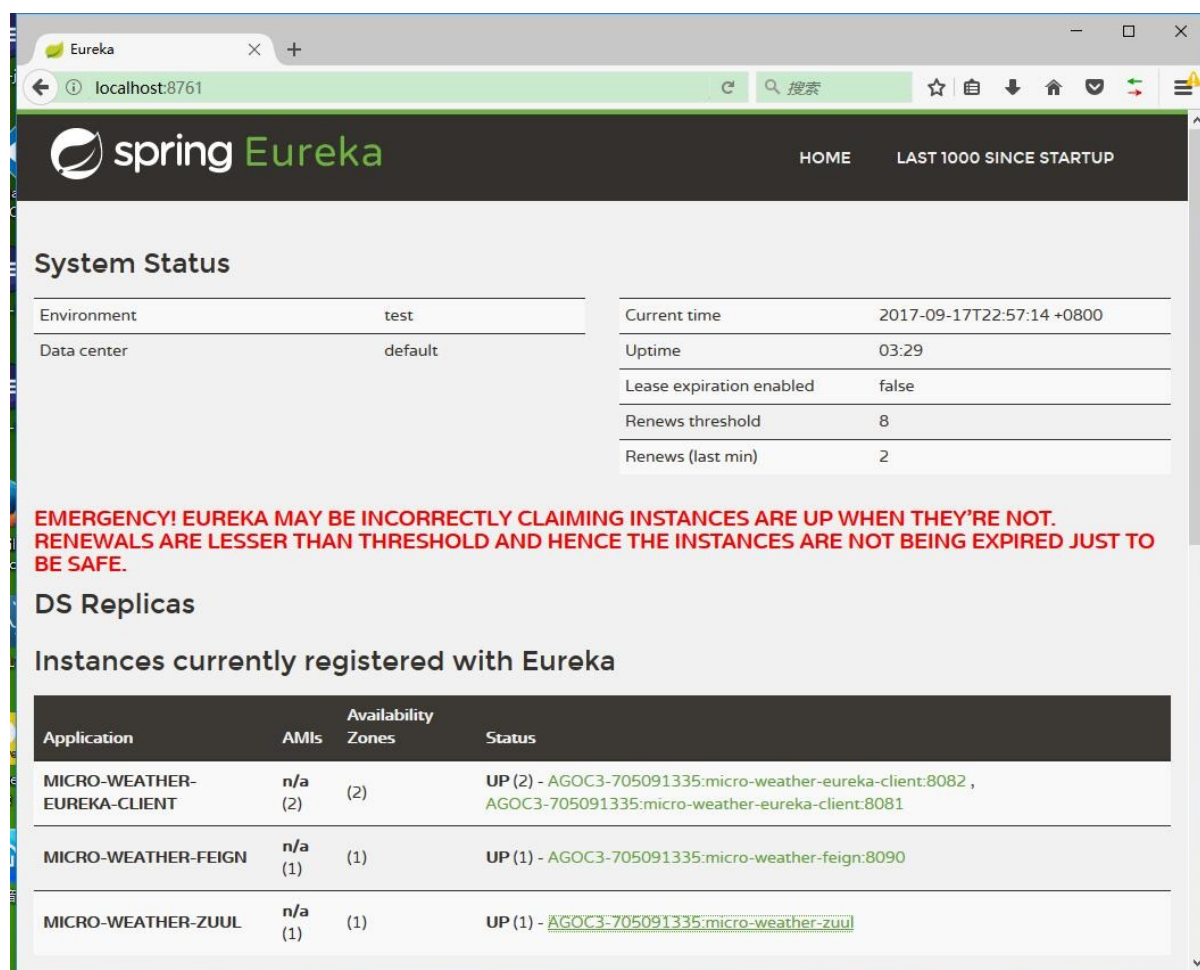 Eureka
localhost:8761
搜索
spring Eureka
HOME LAST 1000 SINCE STARTUP
System Status
Environment test
Data center default
Current time 2017-09-17T22:57:14 +0800
Uptime 03:29
Lease expiration enabled false
Renews threshold 8
Renews (last min) 2
EMERGENCY! EUREKA MAY BE INCORRECTLY CLAIMING INSTANCES ARE UP WHEN THEY'RE NOT.
RENEWALS ARE LESSER THAN THRESHOLD AND HENCE THE INSTANCES ARE NOT BEING EXPIRED JUST TO
BE SAFE.
DS Replicas
Instances currently registered with Eureka
Application AMIs Availability Zones Status
MICRO-WEATHER-EUREKA-CLIENT n/a (2) (2) UP (2) - AGOC3-705091335:micro-weather-eureka-client:8082 ,
AGOC3-705091335:micro-weather-eureka-client:8081
MICRO-WEATHER-FEIGN n/a (1) (1) UP (1) - AGOC3-705091335:micro-weather-feign:8090
MICRO-WEATHER-ZUUL n/a (1) (1) UP (1) - AGOC3-705091335:micro-weather-zuul